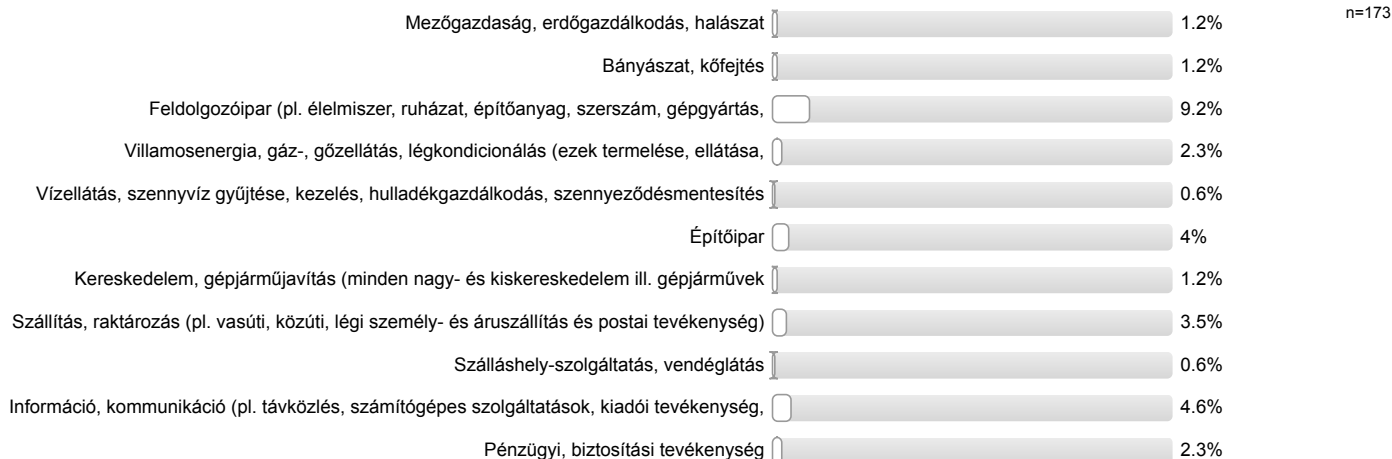 Mezőgazdaság, erdőgazdálkodás, halászat 1.2% n=173
Bányászat, kőfejtés 1.2%
Feldolgozóipar (pl. élelmiszer, ruházat, építőanyag, szerszám, gépgyártás, 9.2%
Villamosenergia, gáz-, gőzellátás, légkondicionálás (ezek termelése, ellátása, 2.3%
Vízellátás, szennyvíz gyűjtése, kezelés, hulladékgazdálkodás, szennyeződésmentesítés 0.6%
Építőipar 4%
Kereskedelem, gépjárműjavítás (minden nagy- és kiskereskedelem ill. gépjárművek 1.2%
Szállítás, raktározás (pl. vasúti, közúti, légi személy- és áruszállítás és postai tevékenység) 3.5%
Szálláshely-szolgáltatás, vendéglátás 0.6%
Információ, kommunikáció (pl. távközlés, számítógépes szolgáltatások, kiadói tevékenység, 4.6%
Pénzügyi, biztosítási tevékenység 2.3%